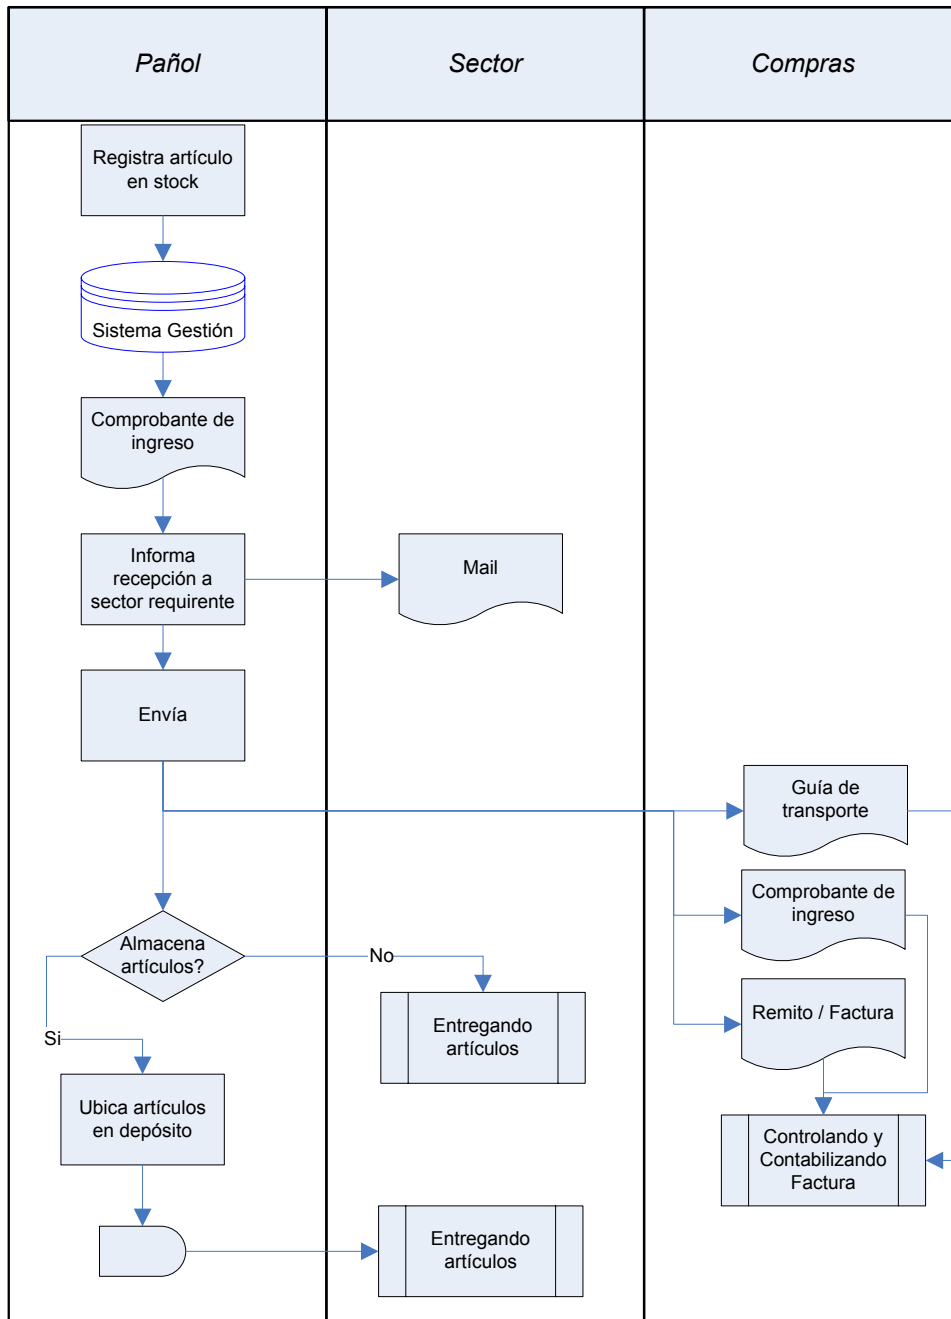 Pañol
Sector
Compras
Registra artículo
en stock
Sistema Gestión
Comprobante de
ingreso
Informa
recepción a
sector requirente
Mail
Envía
Guía de
transporte
Comprobante de
ingreso
Almacena
artículos?
No
Entregando
artículos
Remito / Factura
Si
Ubica artículos
en depósito
Controlando y
Contabilizando
Factura
Entregando
artículos